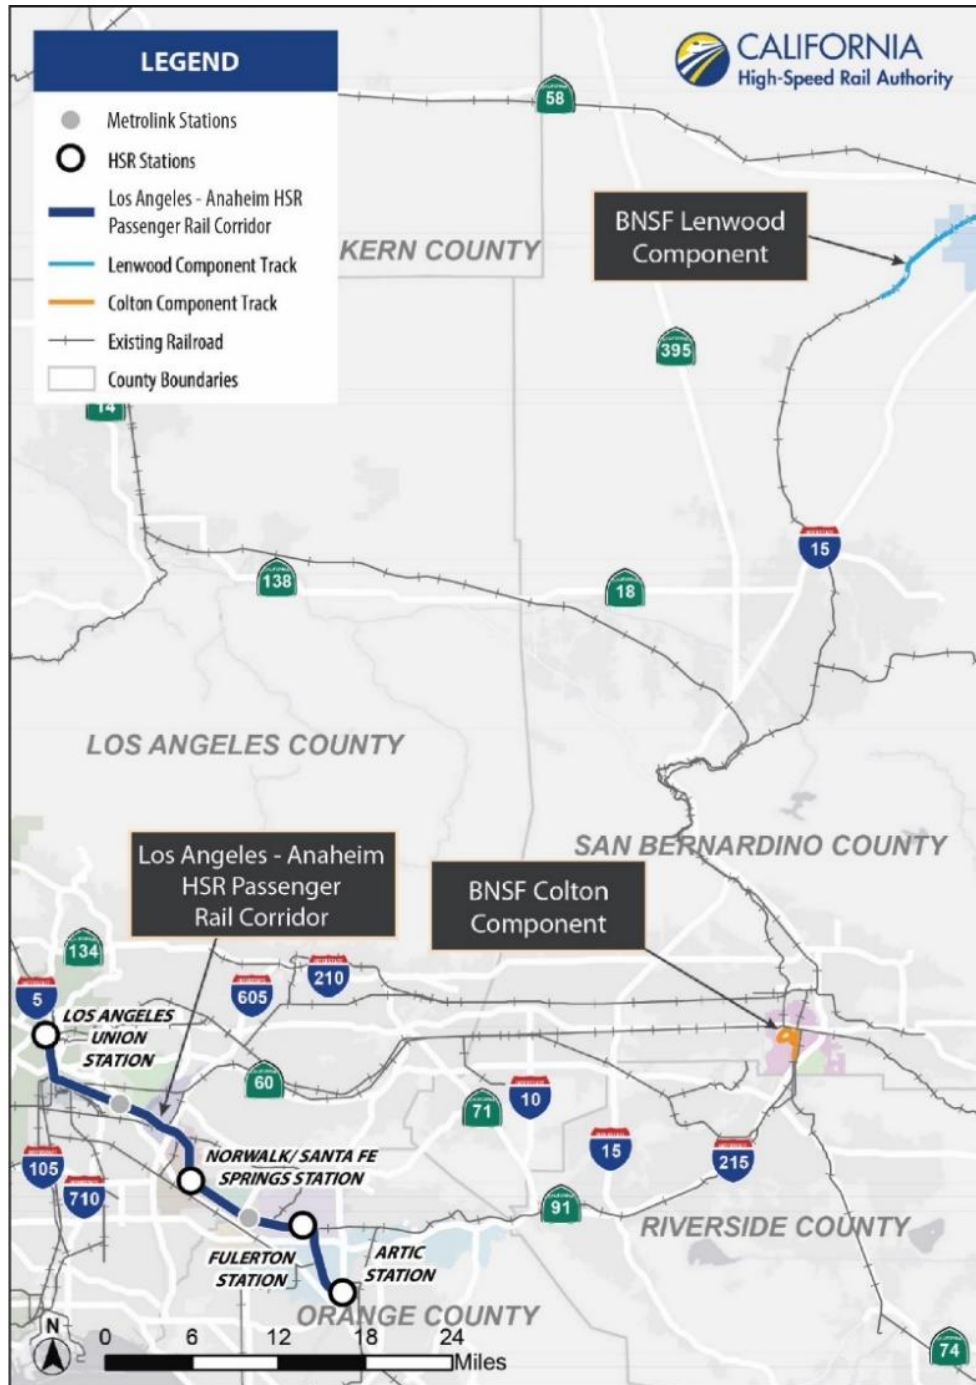 LEGEND
Metrolink Stations
HSR Stations
Los Angeles - Anaheim HSR
Passenger Rail Corridor
Lenwood Component Track
Colton Component Track
Existing Railroad
County Boundaries
CALIFORNIA
High-Speed Rail Authority
58
BNSF Lenwood
Component
KERN COUNTY
395
14
15
138
18
LOS ANGELES COUNTY
SAN BERNARDINO COUNTY
Los Angeles - Anaheim
HSR Passenger
Rail Corridor
BNSF Colton
Component
134
5
605
210
LOS ANGELES
UNION
STATION
60
71
10
105
710
NORWALK/ SANTA FE
SPRINGS STATION
15
215
91
RIVERSIDE COUNTY
FULERTON
STATION
ARTIC
STATION
ORANGE COUNTY
74
N
0 6 12 18 24
Miles